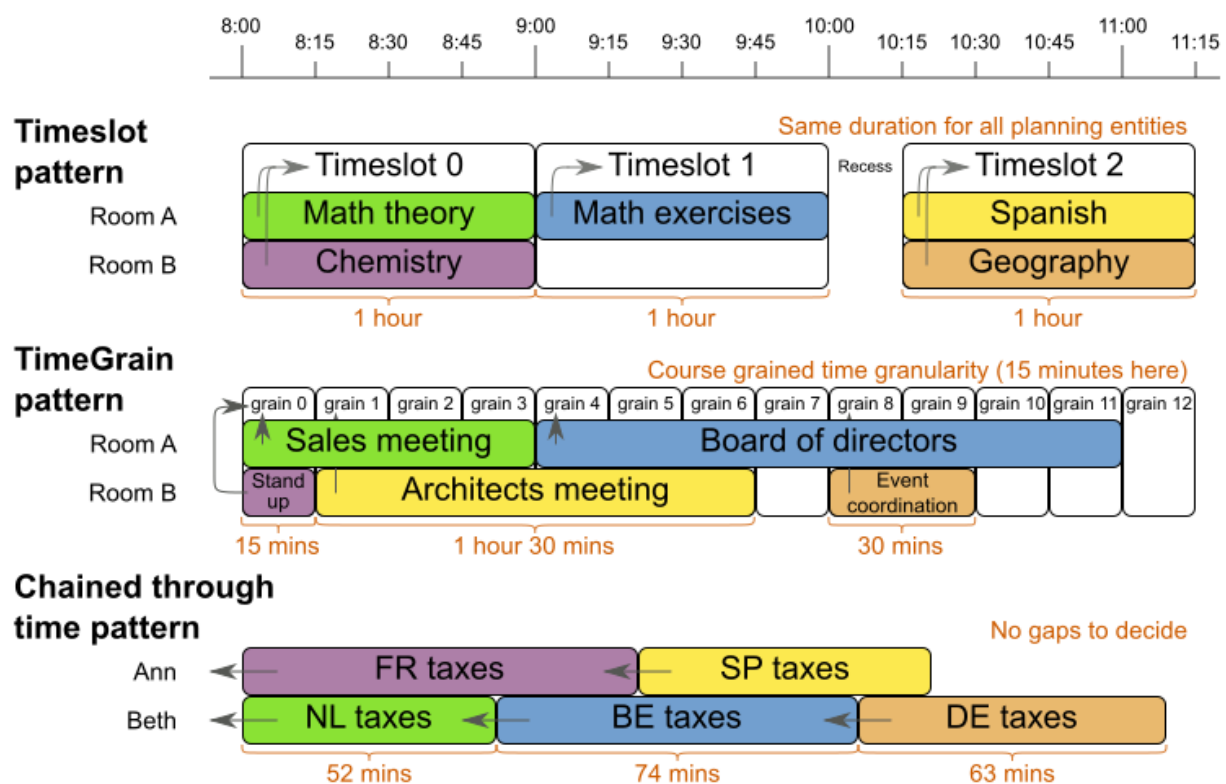 8:00 9:00 10:00 11:00
8:15 8:30 8:45 9:15 9:30 9:45 10:15 10:30 10:45 11:15
Timeslot
pattern
Same duration for all planning entities
Timeslot 0 Timeslot 1 Recess Timeslot 2
Room A Math theory Math exercises Spanish
Room B Chemistry Geography
1 hour 1 hour 1 hour
TimeGrain
pattern
Course grained time granularity (15 minutes here)
grain 0 grain 1 grain 2 grain 3 grain 4 grain 5 grain 6 grain 7 grain 8 grain 9 grain 10 grain 11 grain 12
Room A Sales meeting Board of directors
Room B Stand
up Architects meeting Event
coordination
15 mins 1 hour 30 mins 30 mins
Chained through
time pattern
No gaps to decide
Ann FR taxes SP taxes
Beth NL taxes BE taxes DE taxes
52 mins 74 mins 63 mins